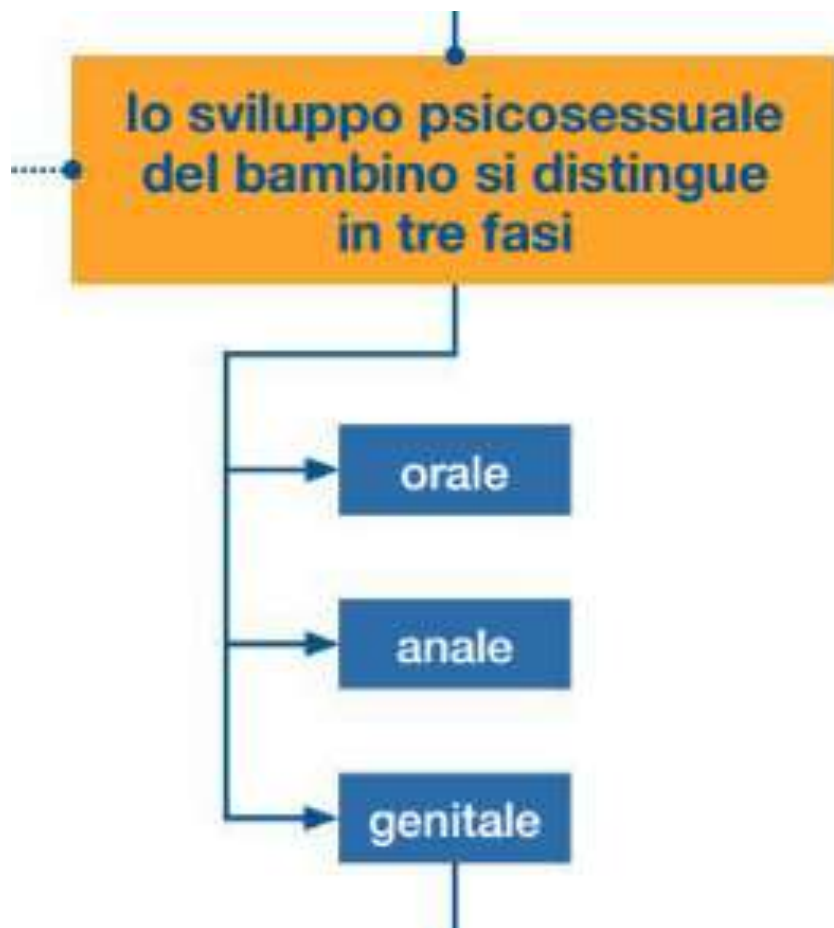 lo sviluppo psicosessuale
del bambino si distingue
in tre fasi
orale
anale
genitale